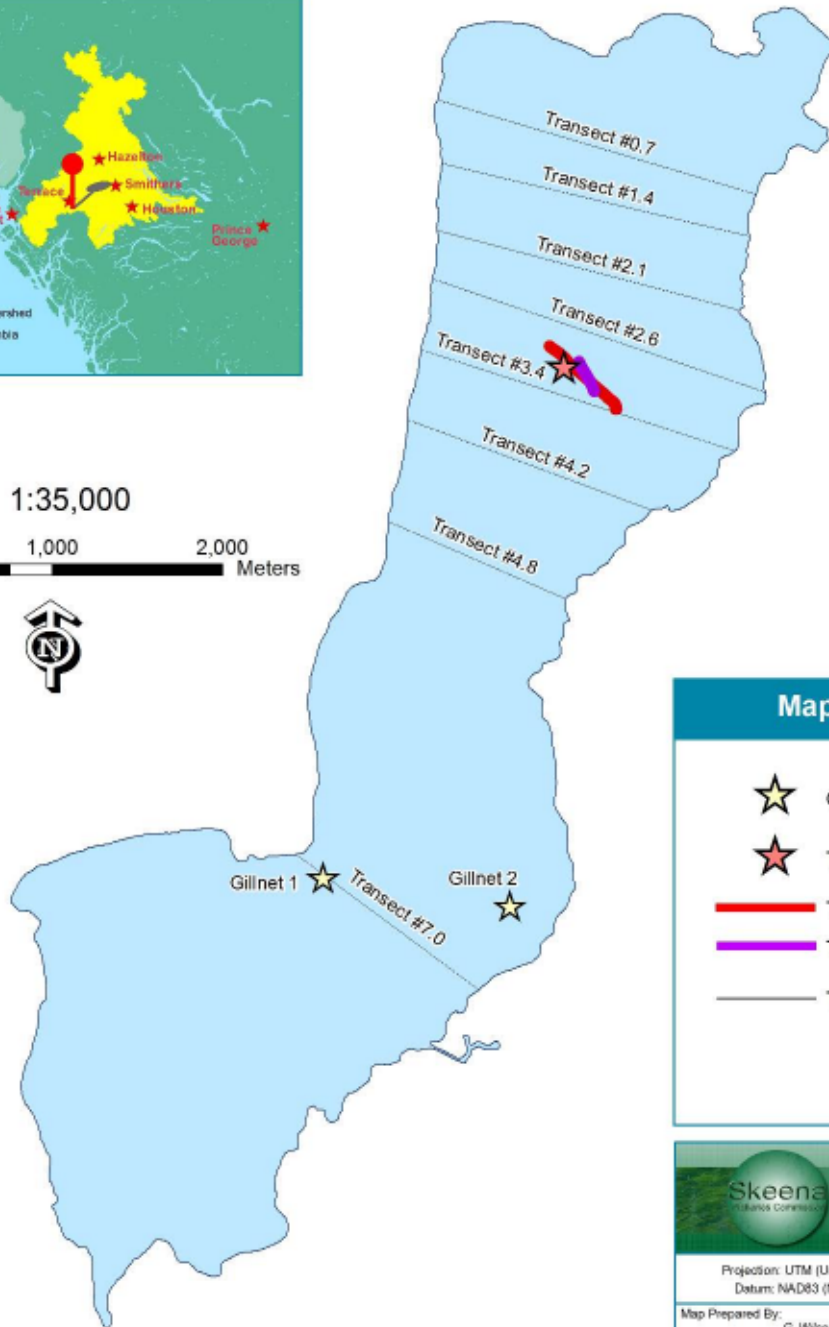 Hazelton
Terrace
Smithers
Houston
Prince
George
1:35,000
1,000
2,000
Meters
N
Transect #0.7
Transect #1.4
Transect #2.1
Transect #2.6
Transect #3.4
Transect #4.2
Transect #4.8
Gillnet 1
Transect #7.0
Gillnet 2
Map
Skeena
Fisheries Commission
Projection: UTM (U
Datum: NAD83 (
Map Prepared By: